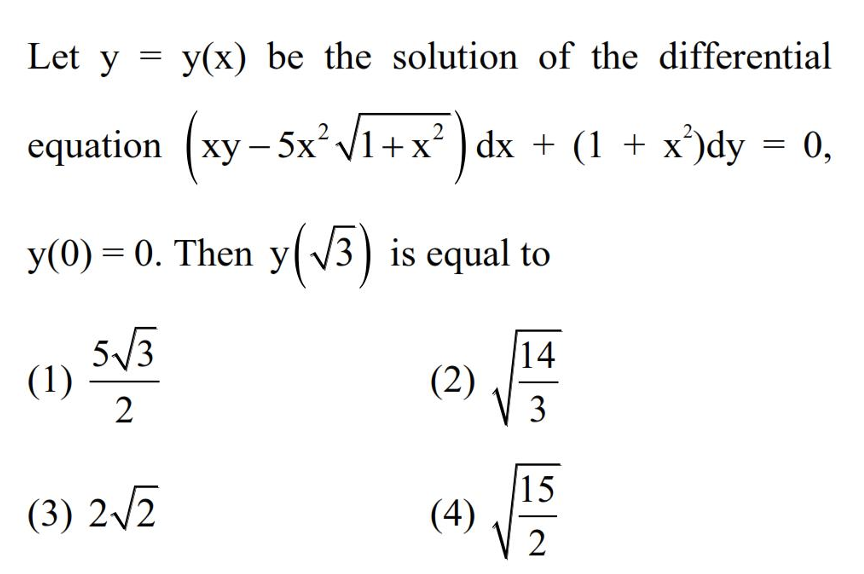 Let y = y(x) be the solution of the differential
equation (xy – 5x²√(1+x²)) dx + (1 + x²)dy = 0,
y(0) = 0. Then y(√3) is equal to
(1) 5√3/2 (2) √(14/3)
(3) 2√2 (4) √(15/2)